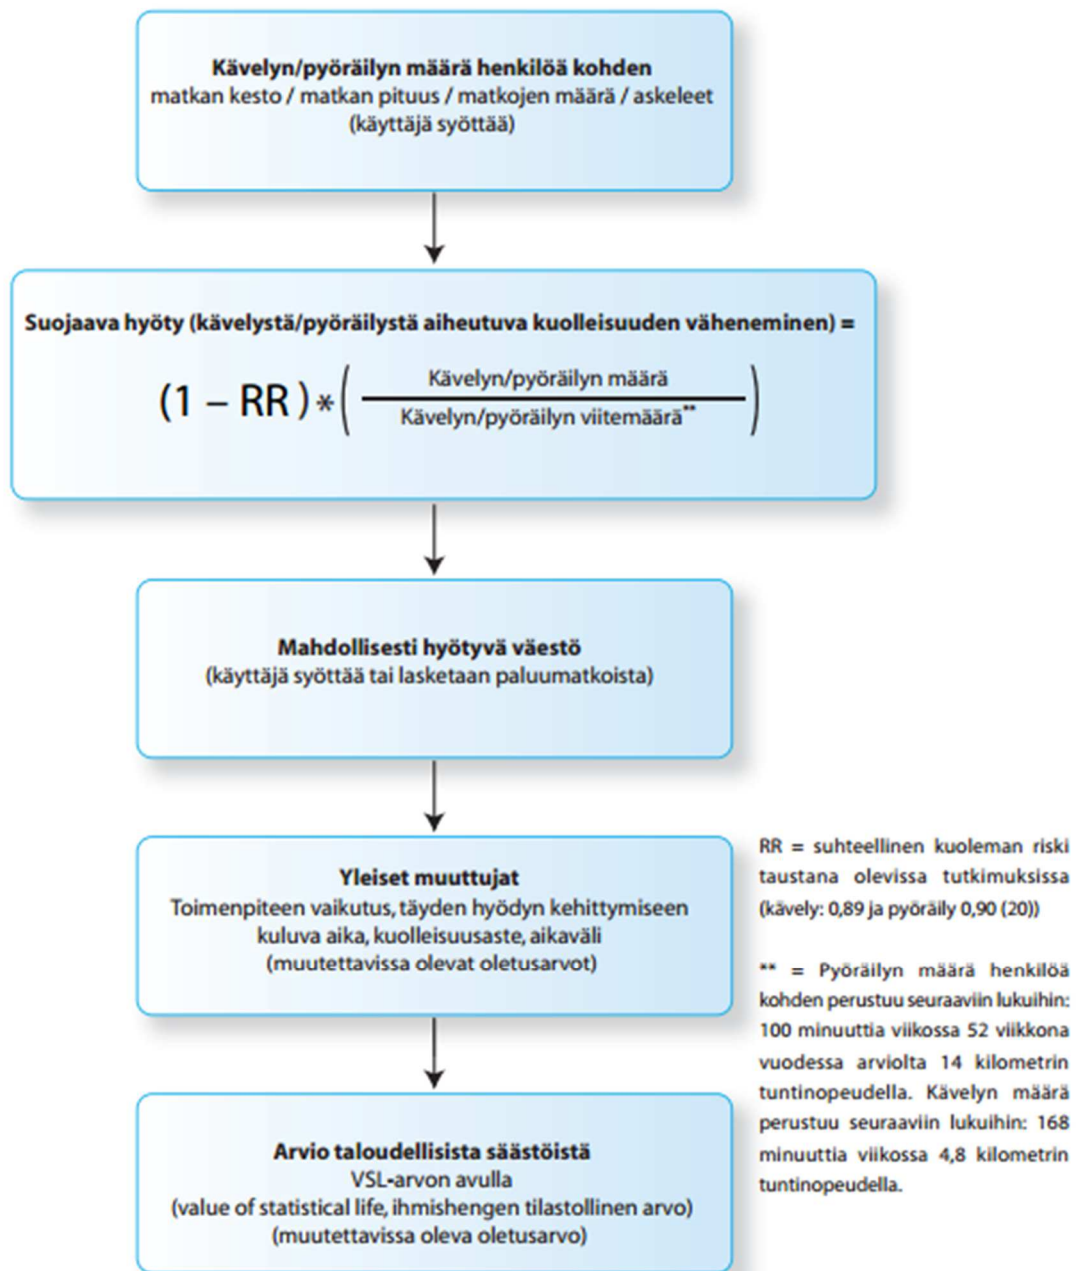 Kävelyn/pyöräilyn määrä henkilöä kohden
matkan kesto / matkan pituus / matkojen määrä / askeleet
(käyttäjä syöttää)
Suojaava hyöty (kävelystä/pyöräilystä aiheutuva kuolleisuuden väheneminen) =
(1 – RR) * ( Kävelyn/pyöräilyn määrä
Kävelyn/pyöräilyn viitemäärä** )
Mahdollisesti hyötyvä väestö
(käyttäjä syöttää tai lasketaan paluumatkoista)
Yleiset muuttujat
Toimenpiteen vaikutus, täyden hyödyn kehittymiseen
kuluva aika, kuolleisuusaste, aikaväli
(muutettavissa olevat oletusarvot)
RR = suhteellinen kuoleman riski
taustana olevissa tutkimuksissa
(kävely: 0,89 ja pyöräily 0,90 (20))
** = Pyöräilyn määrä henkilöä
kohden perustuu seuraaviin lukuihin:
100 minuuttia viikossa 52 viikkona
vuodessa arviolta 14 kilometrin
tuntinopeudella. Kävelyn määrä
perustuu seuraaviin lukuihin: 168
minuuttia viikossa 4,8 kilometrin
tuntinopeudella.
Arvio taloudellisista säästöistä
VSL-arvon avulla
(value of statistical life, ihmishengen tilastollinen arvo)
(muutettavissa oleva oletusarvo)